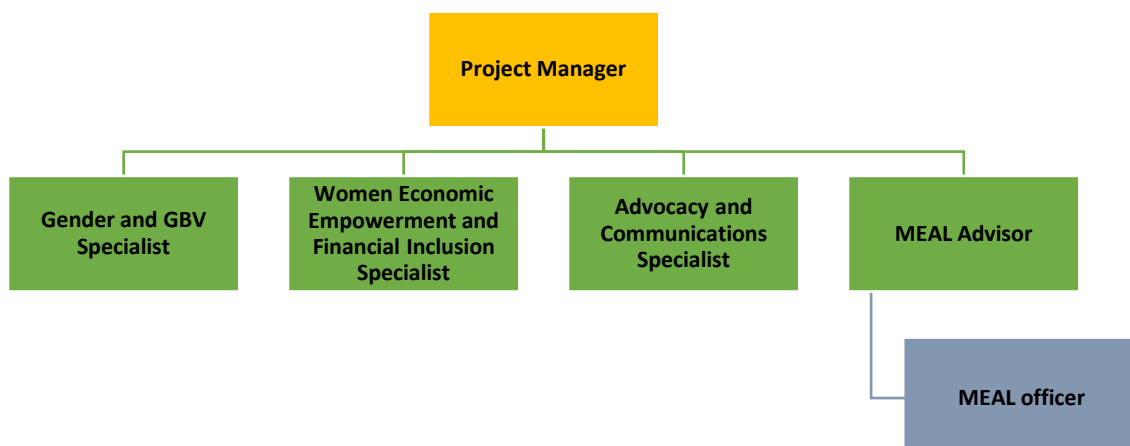 Project Manager
Gender and GBV
Specialist
Women Economic
Empowerment and
Financial Inclusion
Specialist
Advocacy and
Communications
Specialist
MEAL Advisor
MEAL officer